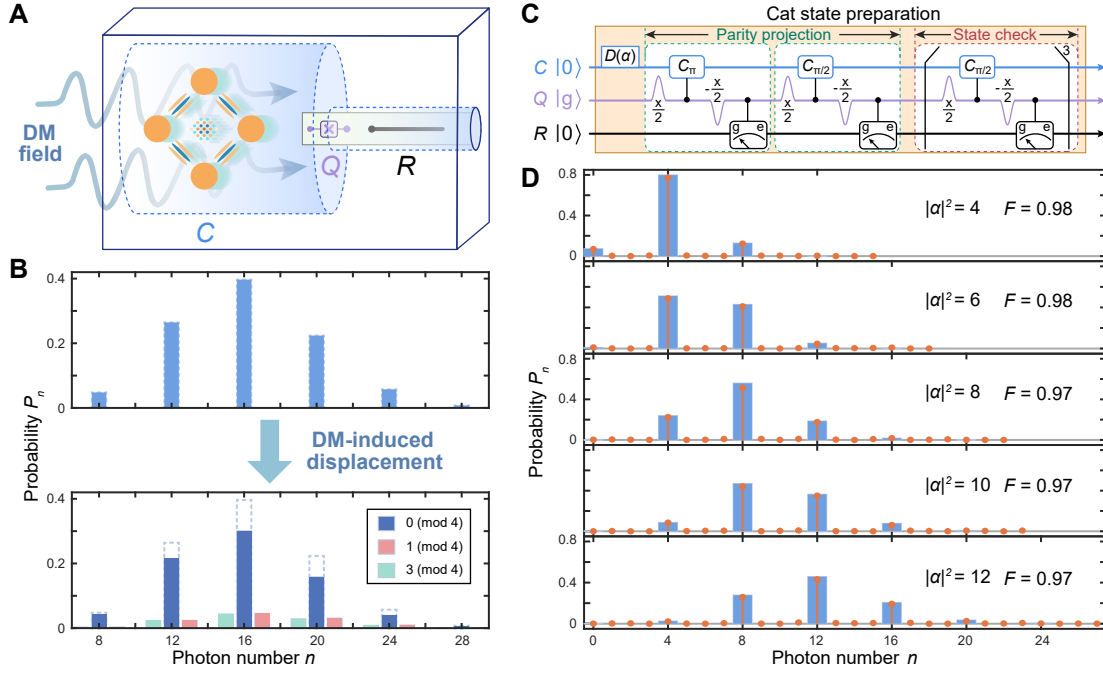 A
DM
field
C
Q
R
B
Probability Pₙ
0.4
0.2
0
DM-induced
displacement
0.4
0.2
0
0 (mod 4)
1 (mod 4)
3 (mod 4)
8 12 16 20 24 28
Photon number n
C
Cat state preparation
Parity projection
State check
C |0⟩
D(α)
Cπ
Cπ/2
Cπ/2
3
Q |g⟩
x/2
-x/2
x/2
-x/2
x/2
-x/2
R |0⟩
g e
g e
g e
D
Probability Pₙ
0.8
0.4
0
|α|² = 4 F = 0.98
|α|² = 6 F = 0.98
0.8
0.4
0
|α|² = 8 F = 0.97
|α|² = 10 F = 0.97
0.8
0.4
0
|α|² = 12 F = 0.97
0 4 8 12 16 20 24
Photon number n